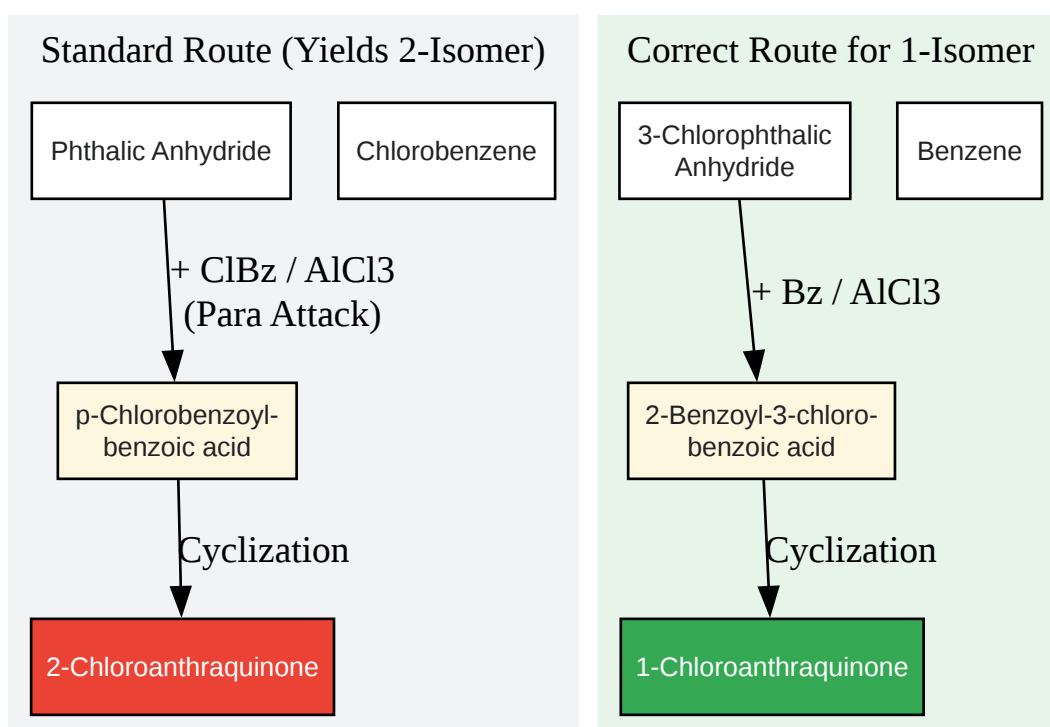 Standard Route (Yields 2-Isomer)
Phthalic Anhydride
Chlorobenzene
+ ClBz / AlCl3
(Para Attack)
p-Chlorobenzoyl-
benzoic acid
Cyclization
2-Chloroanthraquinone
Correct Route for 1-Isomer
3-Chlorophthalic
Anhydride
Benzene
+ Bz / AlCl3
2-Benzoyl-3-chloro-
benzoic acid
Cyclization
1-Chloroanthraquinone